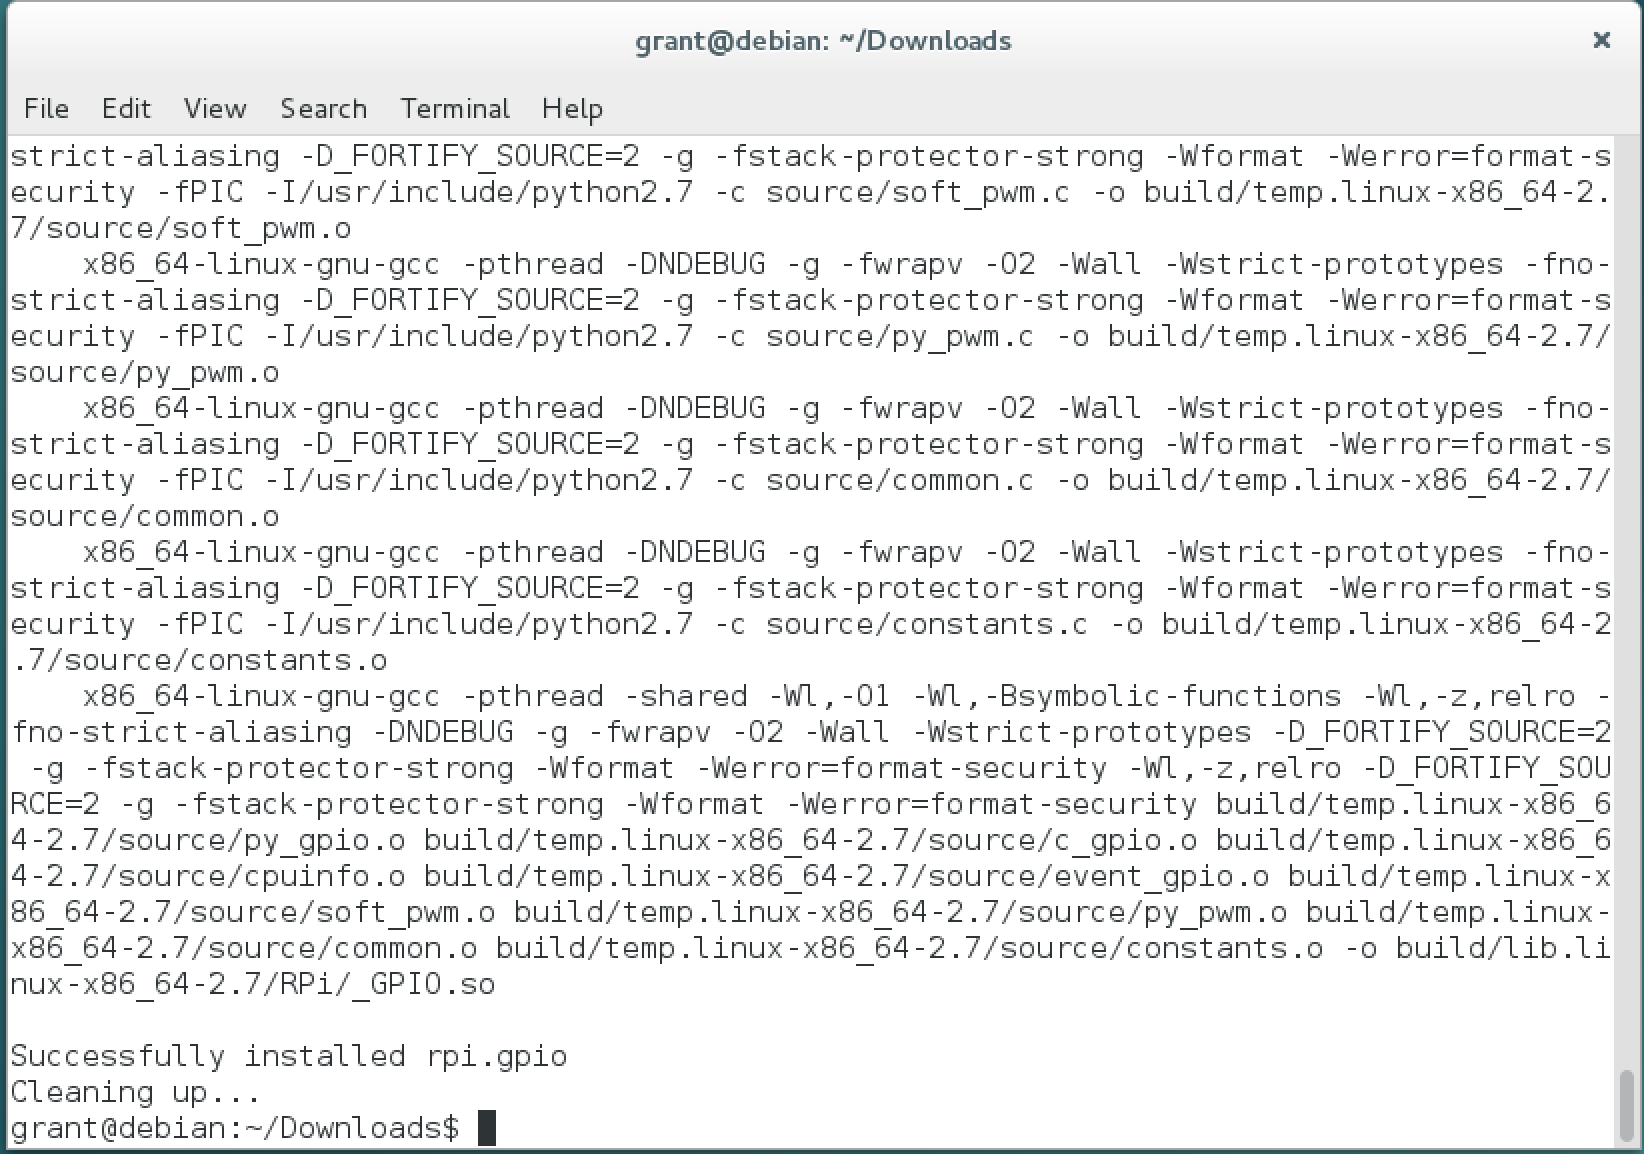 grant@debian: ~/Downloads ×
File Edit View Search Terminal Help
strict-aliasing -D_FORTIFY_SOURCE=2 -g -fstack-protector-strong -Wformat -Werror=format-s
ecurity -fPIC -I/usr/include/python2.7 -c source/soft_pwm.c -o build/temp.linux-x86_64-2.
7/source/soft_pwm.o
    x86_64-linux-gnu-gcc -pthread -DNDEBUG -g -fwrapv -O2 -Wall -Wstrict-prototypes -fno-
strict-aliasing -D_FORTIFY_SOURCE=2 -g -fstack-protector-strong -Wformat -Werror=format-s
ecurity -fPIC -I/usr/include/python2.7 -c source/py_pwm.c -o build/temp.linux-x86_64-2.7/
source/py_pwm.o
    x86_64-linux-gnu-gcc -pthread -DNDEBUG -g -fwrapv -O2 -Wall -Wstrict-prototypes -fno-
strict-aliasing -D_FORTIFY_SOURCE=2 -g -fstack-protector-strong -Wformat -Werror=format-s
ecurity -fPIC -I/usr/include/python2.7 -c source/common.c -o build/temp.linux-x86_64-2.7/
source/common.o
    x86_64-linux-gnu-gcc -pthread -DNDEBUG -g -fwrapv -O2 -Wall -Wstrict-prototypes -fno-
strict-aliasing -D_FORTIFY_SOURCE=2 -g -fstack-protector-strong -Wformat -Werror=format-s
ecurity -fPIC -I/usr/include/python2.7 -c source/constants.c -o build/temp.linux-x86_64-2
.7/source/constants.o
    x86_64-linux-gnu-gcc -pthread -shared -Wl,-O1 -Wl,-Bsymbolic-functions -Wl,-z,relro -
fno-strict-aliasing -DNDEBUG -g -fwrapv -O2 -Wall -Wstrict-prototypes -D_FORTIFY_SOURCE=2
 -g -fstack-protector-strong -Wformat -Werror=format-security -Wl,-z,relro -D_FORTIFY_SOU
RCE=2 -g -fstack-protector-strong -Wformat -Werror=format-security build/temp.linux-x86_6
4-2.7/source/py_gpio.o build/temp.linux-x86_64-2.7/source/c_gpio.o build/temp.linux-x86_6
4-2.7/source/cpuinfo.o build/temp.linux-x86_64-2.7/source/event_gpio.o build/temp.linux-x
86_64-2.7/source/soft_pwm.o build/temp.linux-x86_64-2.7/source/py_pwm.o build/temp.linux-
x86_64-2.7/source/common.o build/temp.linux-x86_64-2.7/source/constants.o -o build/lib.li
nux-x86_64-2.7/RPi/_GPIO.so
Successfully installed rpi.gpio
Cleaning up...
grant@debian:~/Downloads$